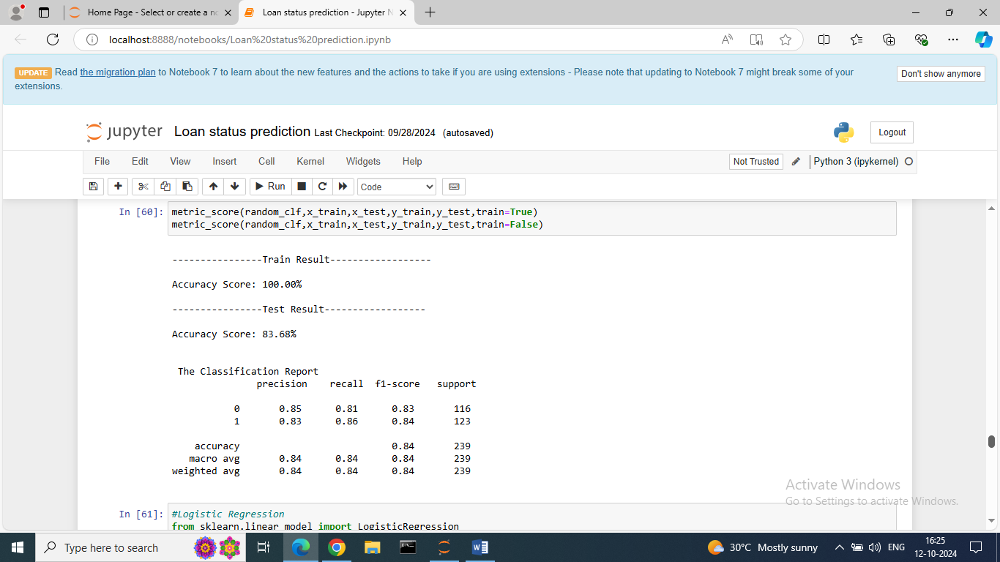 Home Page - Select or create a no
Loan status prediction - Jupyter N
localhost:8888/notebooks/Loan%20status%20prediction.ipynb
UPDATE Read the migration plan to Notebook 7 to learn about the new features and the actions to take if you are using extensions - Please note that updating to Notebook 7 might break some of your
extensions.
Don't show anymore
jupyter Loan status prediction Last Checkpoint: 09/28/2024 (autosaved)
Logout
File Edit View Insert Cell Kernel Widgets Help
Not Trusted
Python 3 (ipykernel)
Run
Code
In [60]: metric_score(random_clf,x_train,x_test,y_train,y_test,train=True)
metric_score(random_clf,x_train,x_test,y_train,y_test,train=False)
----------------Train Result------------------
Accuracy Score: 100.00%
----------------Test Result------------------
Accuracy Score: 83.68%
The Classification Report
precision recall f1-score support
0 0.85 0.81 0.83 116
1 0.83 0.86 0.84 123
accuracy 0.84 239
macro avg 0.84 0.84 0.84 239
weighted avg 0.84 0.84 0.84 239
Activate Windows
Go to Settings to activate Windows.
In [61]: #Logistic Regression
from sklearn.linear_model import LogisticRegression
Type here to search
30°C Mostly sunny
ENG
16:25
12-10-2024